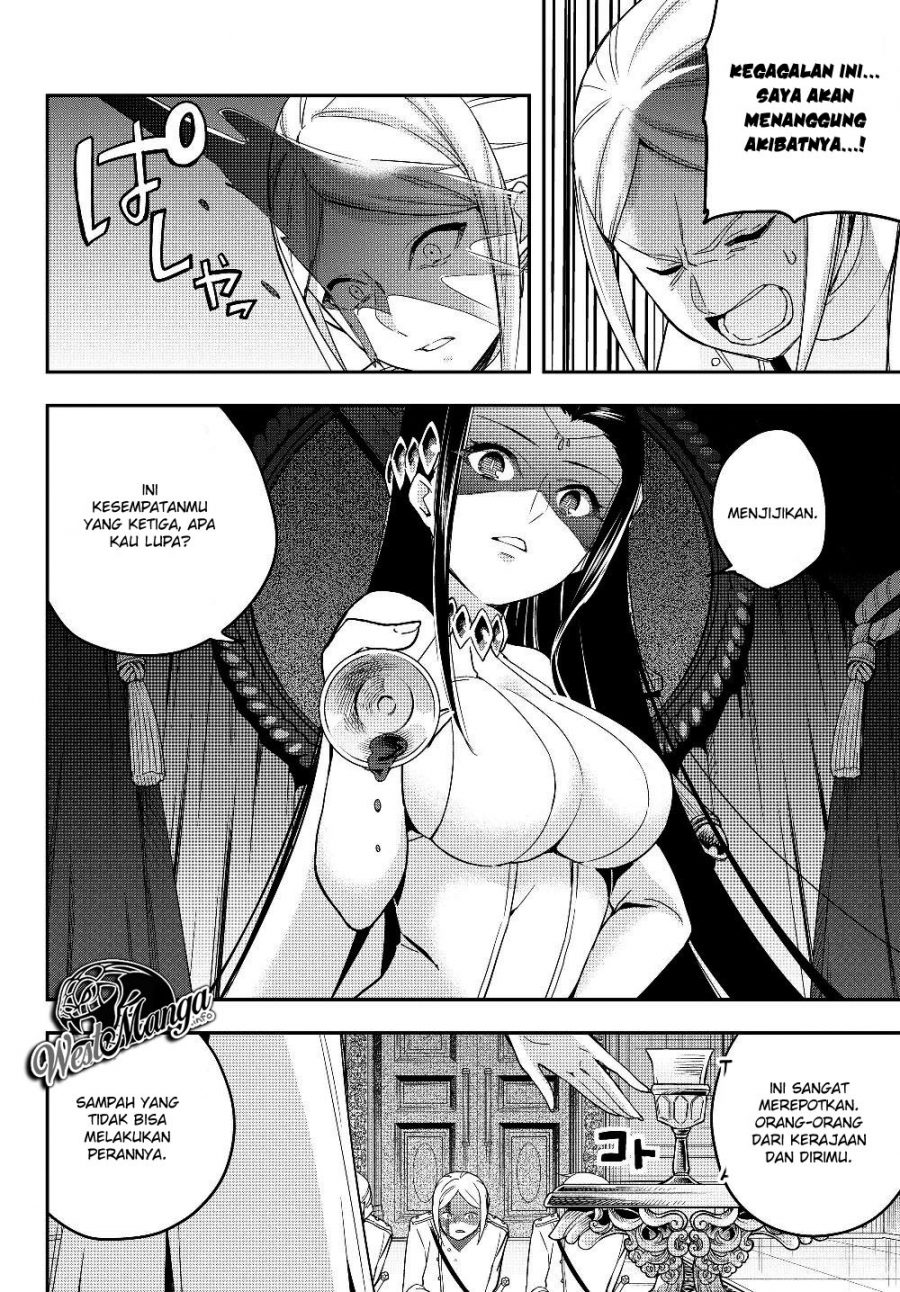 KEGAGALAN INI...
SAYA AKAN
MENANGGUNG
AKIBATNYA...!
ぱしゃっ
MENJIJIKAN.
INI
KESEMPATANMU
YANG KETIGA, APA
KAU LUPA?
INI SANGAT
MEREPOTKAN.
ORANG-ORANG
DARI KERAJAAN
DAN DIRIMU.
コト
SAMPAH YANG
TIDAK BISA
MELAKUKAN
PERANNYA.
WestManga
.info